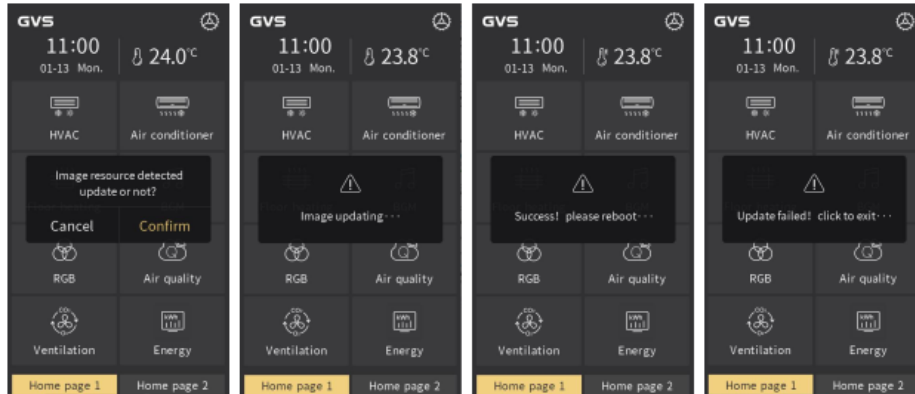 GVS
11:00
01-13 Mon.
24.0°C
HVAC
Air conditioner
Image resource detected
update or not?
Cancel
Confirm
RGB
Air quality
Ventilation
Energy
Home page 1
Home page 2
GVS
11:00
01-13 Mon.
23.8°C
HVAC
Air conditioner
Image updating···
RGB
Air quality
Ventilation
Energy
Home page 1
Home page 2
GVS
11:00
01-13 Mon.
23.8°C
HVAC
Air conditioner
Success! please reboot···
RGB
Air quality
Ventilation
Energy
Home page 1
Home page 2
GVS
11:00
01-13 Mon.
23.8°C
HVAC
Air conditioner
Update failed! click to exit···
RGB
Air quality
Ventilation
Energy
Home page 1
Home page 2